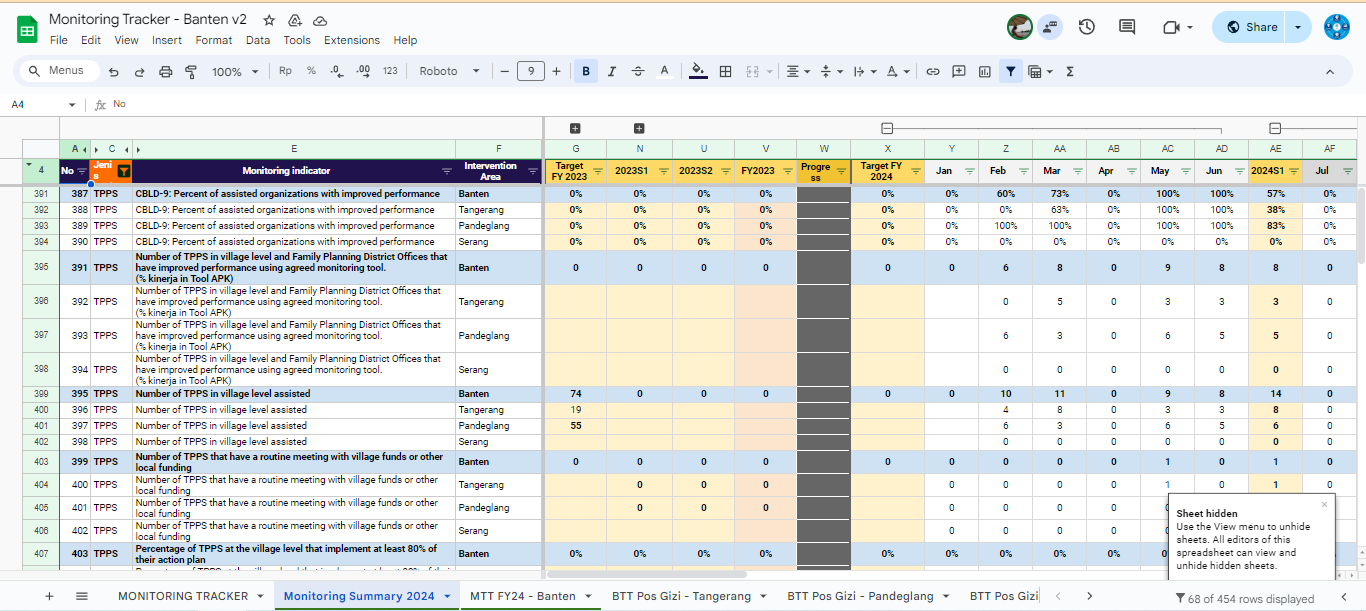 Monitoring Tracker - Banten v2
File Edit View Insert Format Data Tools Extensions Help
Share
Menus 100% Rp % .0 .00 123 Roboto 9 B I A
A4 fx No
A C E F G N U V W X Y Z AA AB AC AD AE AF
4 No Jeni s Monitoring indicator Intervention Area Target FY 2023 2023S1 2023S2 FY2023 Progre ss Target FY 2024 Jan Feb Mar Apr May Jun 2024S1 Jul
391 387 TPPS CBLD-9: Percent of assisted organizations with improved performance Banten 0% 0% 0% 0% 0% 0% 60% 73% 0% 100% 100% 57% 0%
392 388 TPPS CBLD-9: Percent of assisted organizations with improved performance Tangerang 0% 0% 0% 0% 0% 0% 0% 63% 0% 100% 100% 38% 0%
393 389 TPPS CBLD-9: Percent of assisted organizations with improved performance Pandeglang 0% 0% 0% 0% 0% 0% 100% 100% 0% 100% 100% 83% 0%
394 390 TPPS CBLD-9: Percent of assisted organizations with improved performance Serang 0% 0% 0% 0% 0% 0% 0% 0% 0% 0% 0% 0% 0%
Number of TPPS in village level and Family Planning District Offices that
395 391 TPPS have improved performance using agreed monitoring tool. Banten 0 0 0 0 0 0 6 8 0 9 8 8 0
(% kinerja in Tool APK)
Number of TPPS in village level and Family Planning District Offices that
396 392 TPPS have improved performance using agreed monitoring tool. Tangerang 0 5 0 3 3 3 0
(% kinerja in Tool APK)
Number of TPPS in village level and Family Planning District Offices that
397 393 TPPS have improved performance using agreed monitoring tool. Pandeglang 6 3 0 6 5 5 0
(% kinerja in Tool APK)
Number of TPPS in village level and Family Planning District Offices that
398 394 TPPS have improved performance using agreed monitoring tool. Serang 0 0 0 0 0 0 0
(% kinerja in Tool APK)
399 395 TPPS Number of TPPS in village level assisted Banten 74 0 0 0 0 0 10 11 0 9 8 14 0
400 396 TPPS Number of TPPS in village level assisted Tangerang 19 4 8 0 3 3 8 0
401 397 TPPS Number of TPPS in village level assisted Pandeglang 55 6 3 0 6 5 6 0
402 398 TPPS Number of TPPS in village level assisted Serang 0 0 0 0 0 0 0
403 399 TPPS Number of TPPS that have a routine meeting with village funds or other Banten 0 0 0 0 0 0 0 0 0 1 0 1 0
local funding
404 400 TPPS Number of TPPS that have a routine meeting with village funds or other Tangerang 0 0 0 0 0 0 0 1 0 1 0
local funding
405 401 TPPS Number of TPPS that have a routine meeting with village funds or other Pandeglang 0 0 0 0 0 0 0
local funding
406 402 TPPS Number of TPPS that have a routine meeting with village funds or other Serang 0 0 0 0
local funding
407 403 TPPS Percentage of TPPS at the village level that implement at least 80% of Banten 0% 0% 0% 0% 0% 0% 0% 0% 0%
their action plan
Sheet hidden
Use the View menu to unhide
sheets. All editors of this
spreadsheet can view and
unhide hidden sheets.
MONITORING TRACKER Monitoring Summary 2024 MTT FY24 - Banten BTT Pos Gizi - Tangerang BTT Pos Gizi - Pandeglang BTT Pos Gizi
68 of 454 rows displayed